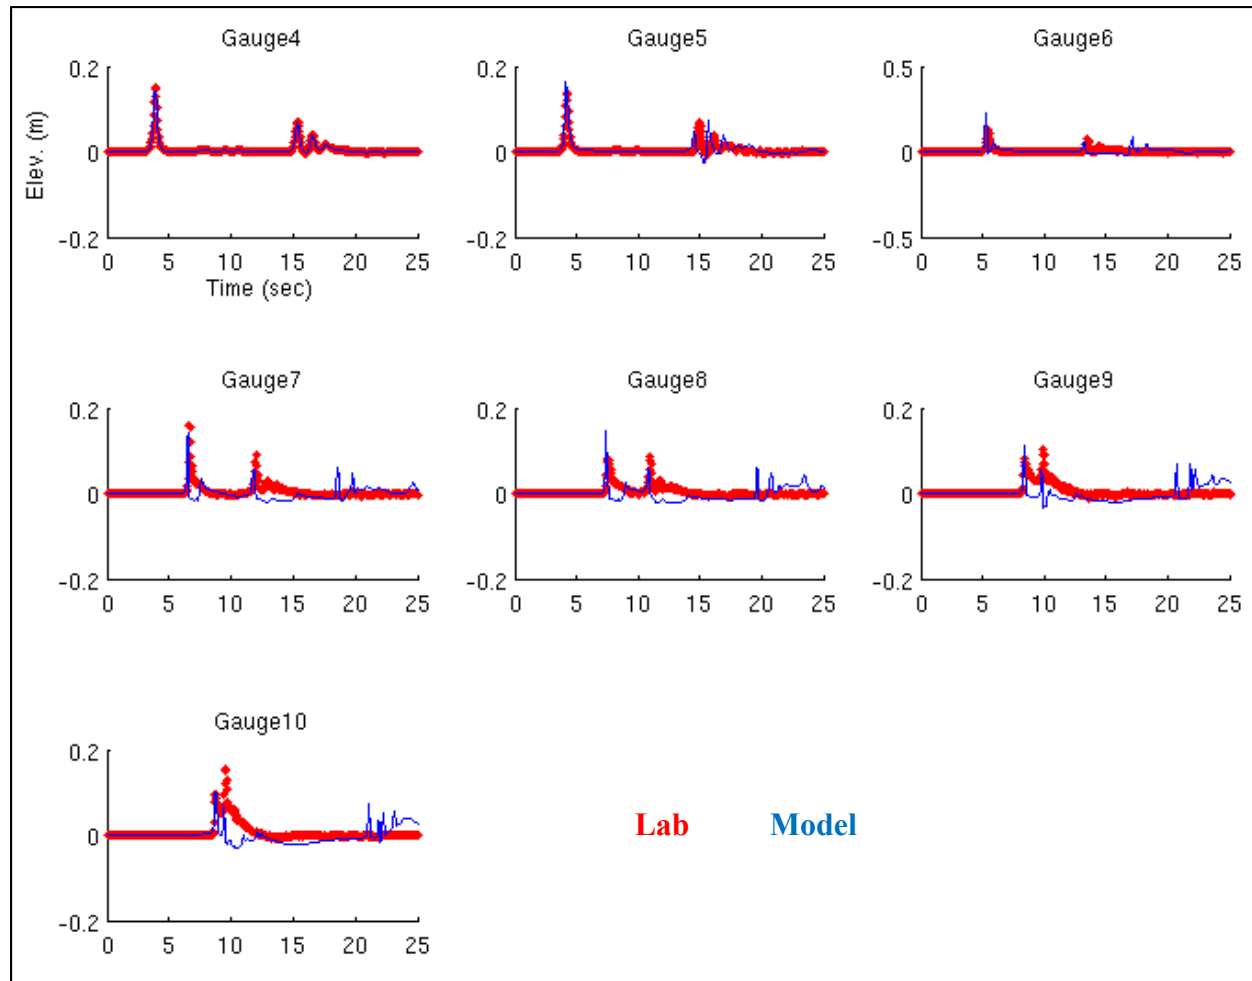 Gauge4 Gauge5 Gauge6
0.2 0.2 0.5
Elev. (m)
0 0 0
-0.2 -0.2 -0.5
0 5 10 15 20 25 0 5 10 15 20 25 0 5 10 15 20 25
Time (sec)
Gauge7 Gauge8 Gauge9
0.2 0.2 0.2
0 0 0
-0.2 -0.2 -0.2
0 5 10 15 20 25 0 5 10 15 20 25 0 5 10 15 20 25
Gauge10
0.2
0
-0.2
0 5 10 15 20 25
Lab Model